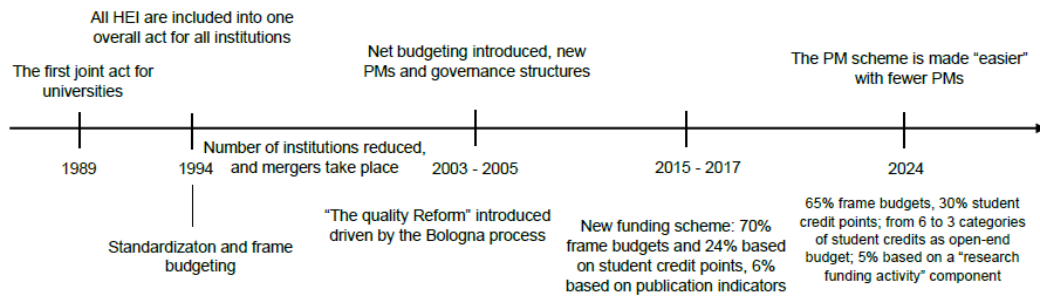 All HEI are included into one
overall act for all institutions
The first joint act for
universities
Net budgeting introduced, new
PMs and governance structures
The PM scheme is made “easier”
with fewer PMs
1989
1994
Number of institutions reduced,
and mergers take place
2003 - 2005
2015 - 2017
2024
Standardizaton and frame
budgeting
“The quality Reform” introduced
driven by the Bologna process
New funding scheme: 70%
frame budgets and 24% based
on student credit points, 6%
based on publication indicators
65% frame budgets, 30% student
credit points; from 6 to 3 categories
of student credits as open-end
budget; 5% based on a “research
funding activity” component